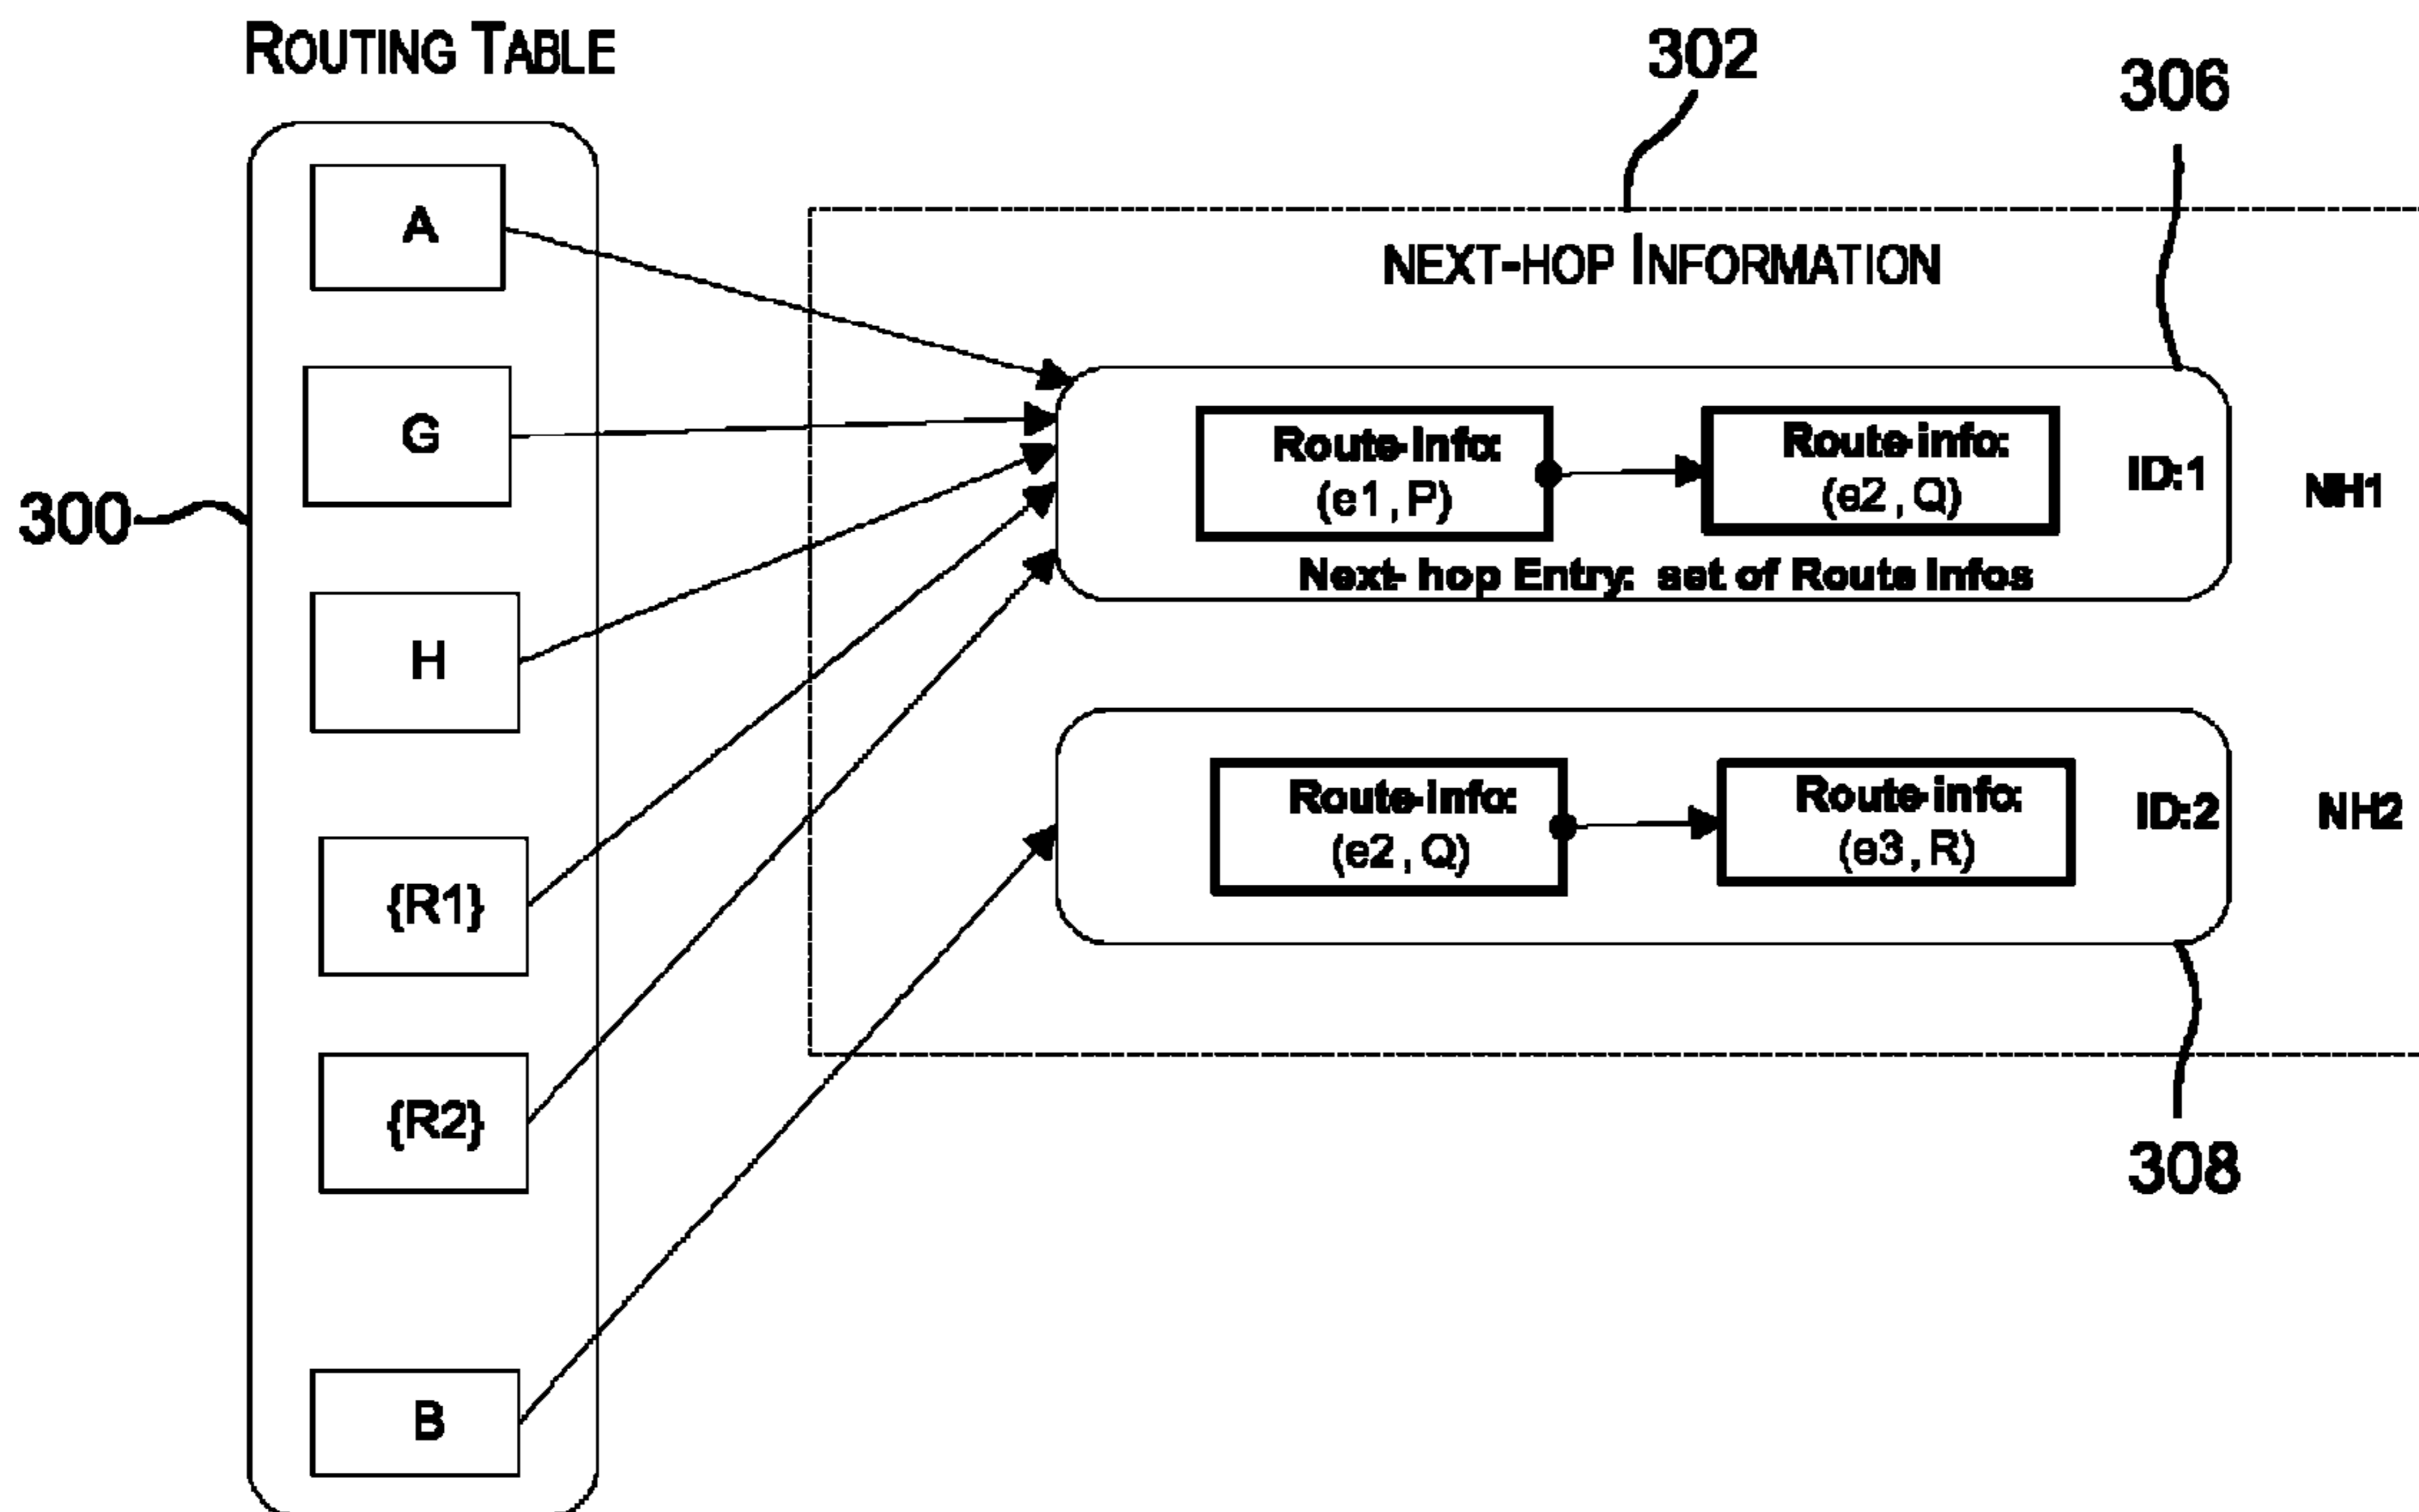 ROUTING TABLE
302
306
A
NEXT-HOP INFORMATION
G
Route-Info:
(e1, P)
Route-info:
(e2, Q)
ID:1
NH1
300
Next- hop Entry: set of Route Infos
H
Route-info:
(e2, Q)
Route-info:
(e3, R)
ID:2
NH2
{R1}
{R2}
308
B